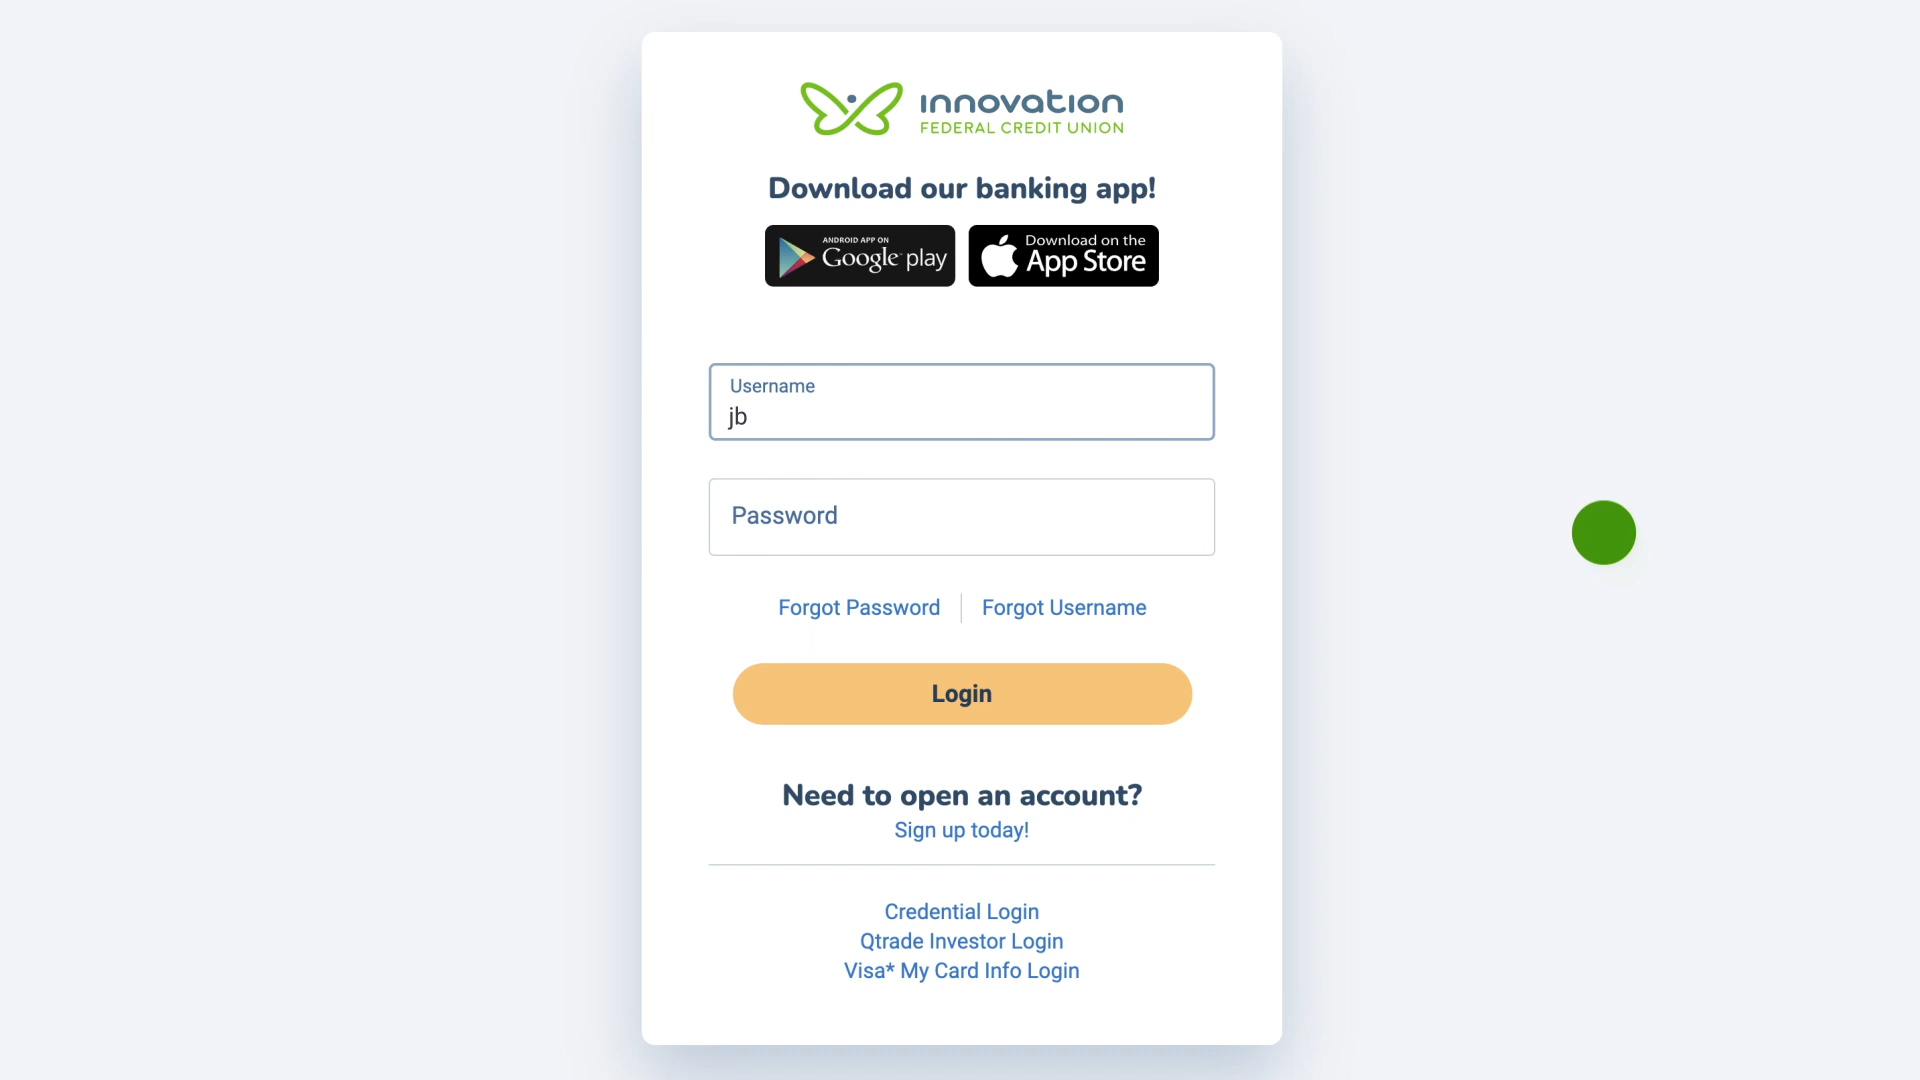 innovation
FEDERAL CREDIT UNION
Download our banking app!
ANDROID APP ON
Google play
Download on the
App Store
Username
jb
Password
Forgot Password
Forgot Username
Login
Need to open an account?
Sign up today!
Credential Login
Qtrade Investor Login
Visa* My Card Info Login